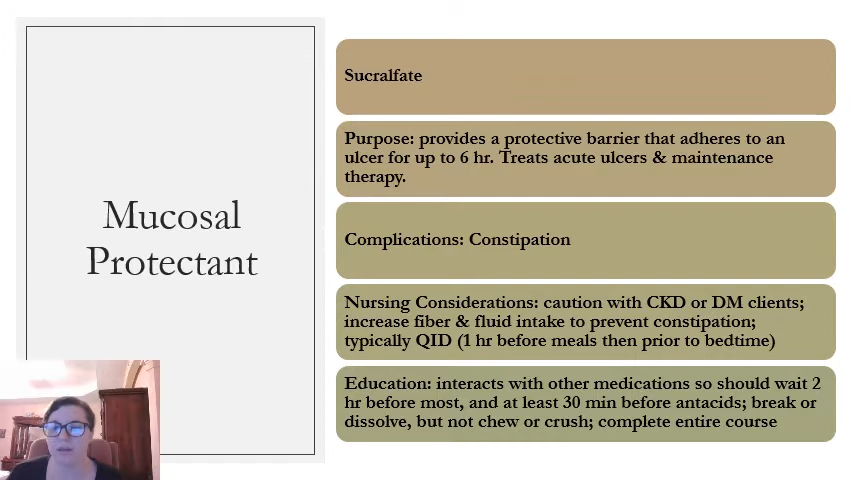 Mucosal
Protectant
Sucralfate
Purpose: provides a protective barrier that adheres to an
ulcer for up to 6 hr. Treats acute ulcers & maintenance
therapy.
Complications: Constipation
Nursing Considerations: caution with CKD or DM clients;
increase fiber & fluid intake to prevent constipation;
typically QID (1 hr before meals then prior to bedtime)
Education: interacts with other medications so should wait 2
hr before most, and at least 30 min before antacids; break or
dissolve, but not chew or crush; complete entire course